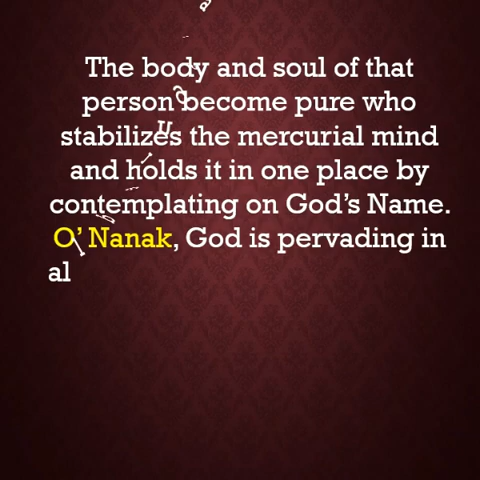 The body and soul of that
person become pure who
stabilizes the mercurial mind
and holds it in one place by
contemplating on God’s Name.
O’ Nanak, God is pervading in
al